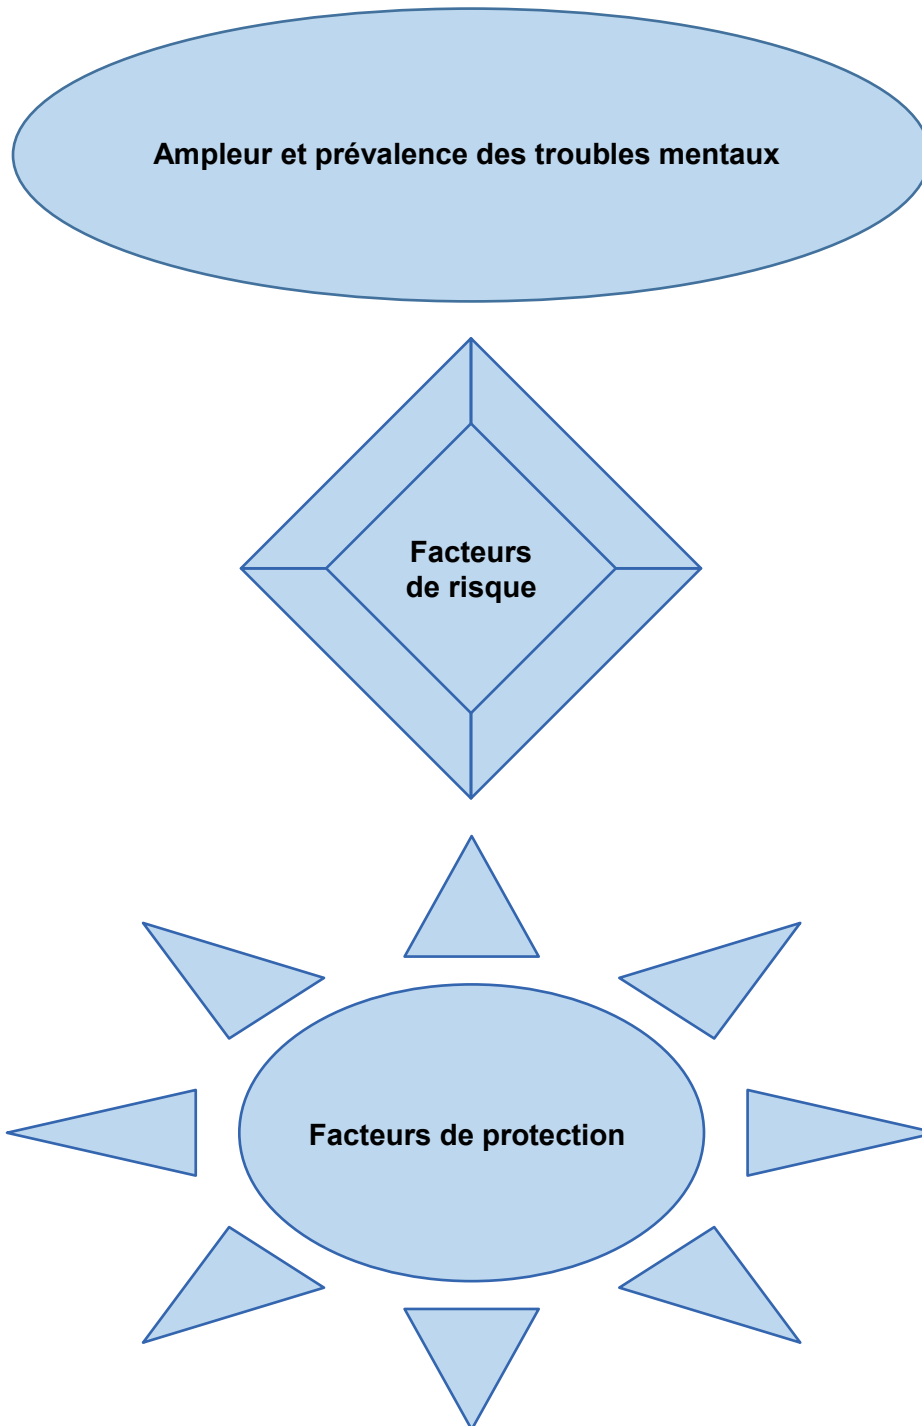 Ampleur et prévalence des troubles mentaux
Facteurs
de risque
Facteurs de protection